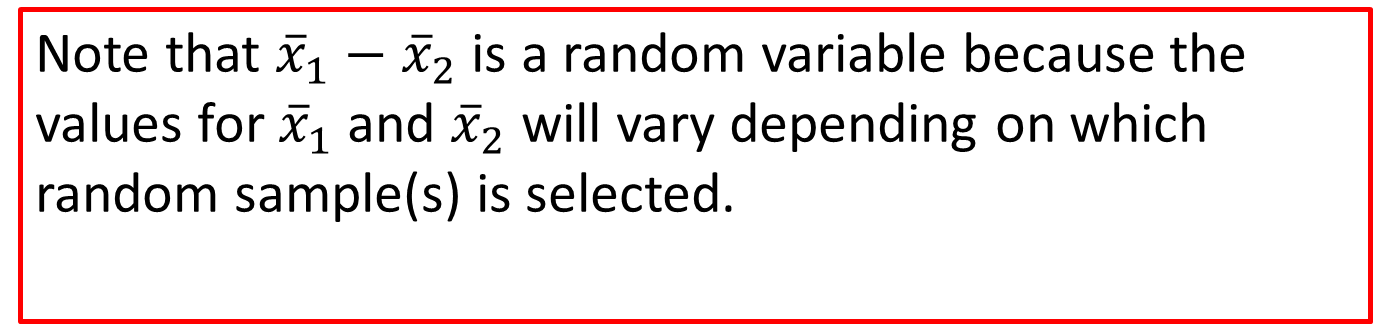 Note that x̄₁ − x̄₂ is a random variable because the
values for x̄₁ and x̄₂ will vary depending on which
random sample(s) is selected.